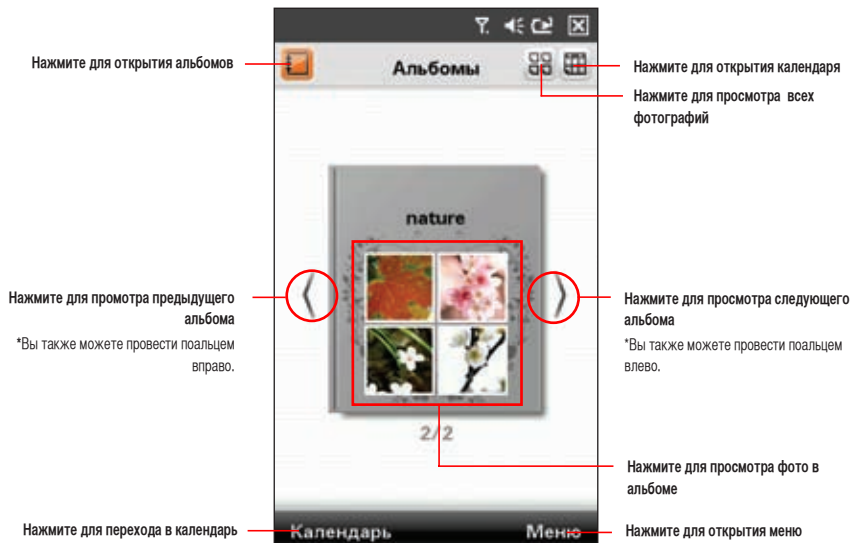 Нажмите для открытия альбомов
Альбомы
Нажмите для открытия календаря
Нажмите для просмотра всех
фотографий
nature
Нажмите для промотра предыдущего
альбома
*Вы также можете провести поальцем
вправо.
Нажмите для просмотра следующего
альбома
*Вы также можете провести поальцем
влево.
2/2
Нажмите для просмотра фото в
альбоме
Нажмите для перехода в календарь
Календарь
Меню
Нажмите для открытия меню